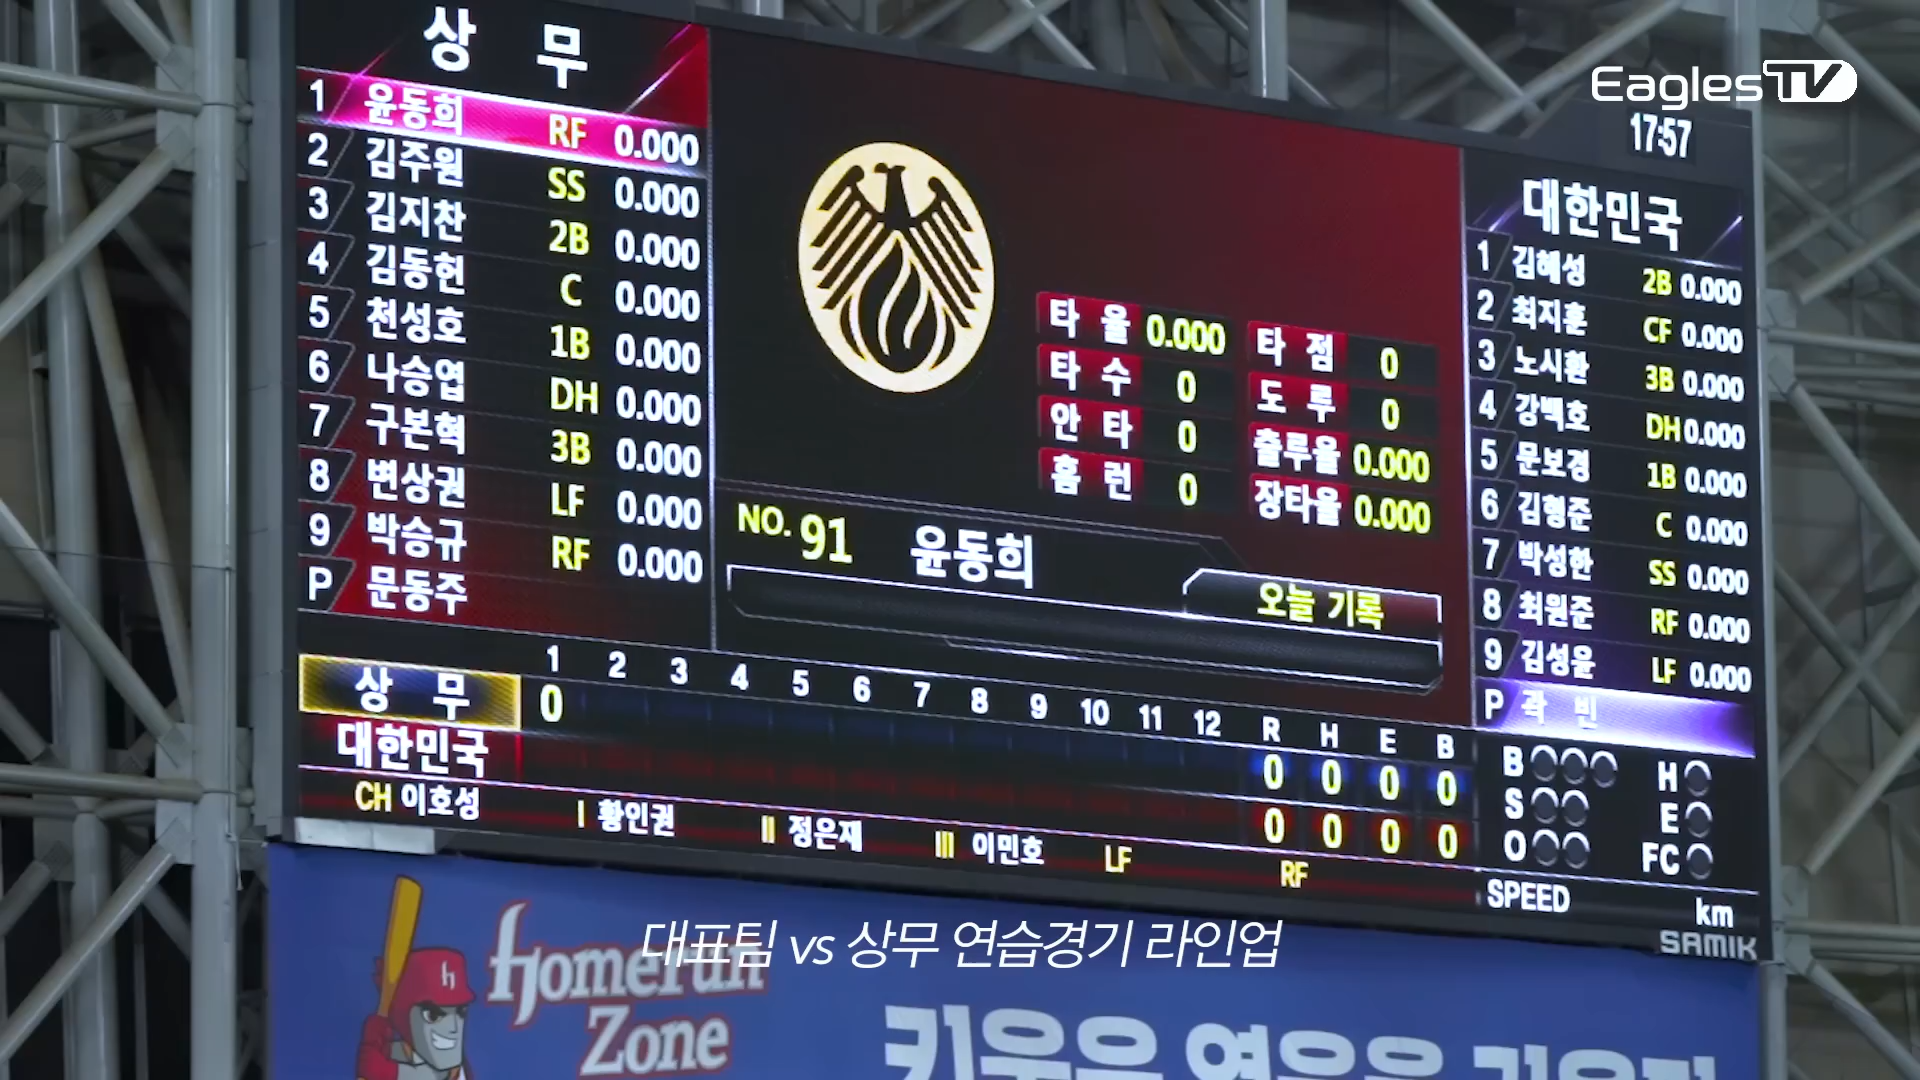 EaglesTV
17:57
상 무
1 윤동희 RF 0.000
2 김주원 SS 0.000
3 김지찬 2B 0.000
4 김동헌 C 0.000
5 천성호 1B 0.000
6 나승엽 DH 0.000
7 구본혁 3B 0.000
8 변상권 LF 0.000
9 박승규 RF 0.000
P 문동주
타 율 0.000 타 점 0
타 수 0 도 루 0
안 타 0 출루율 0.000
홈 런 0 장타율 0.000
NO. 91 윤동희
오늘 기록
대한민국
1 김혜성 2B 0.000
2 최지훈 CF 0.000
3 노시환 3B 0.000
4 강백호 DH 0.000
5 문보경 1B 0.000
6 김형준 C 0.000
7 박성한 SS 0.000
8 최원준 RF 0.000
9 김성윤 LF 0.000
P 곽 빈
1 2 3 4 5 6 7 8 9 10 11 12 R H E B
상 무 0 0 0 0 0
대한민국 0 0 0 0
CH 이호성 I 황인권 II 정은재 III 이민호 LF RF
B H
S E
O FC
SPEED km
SAMIK
대표팀 vs 상무 연습경기 라인업
Homerun
Zone
h